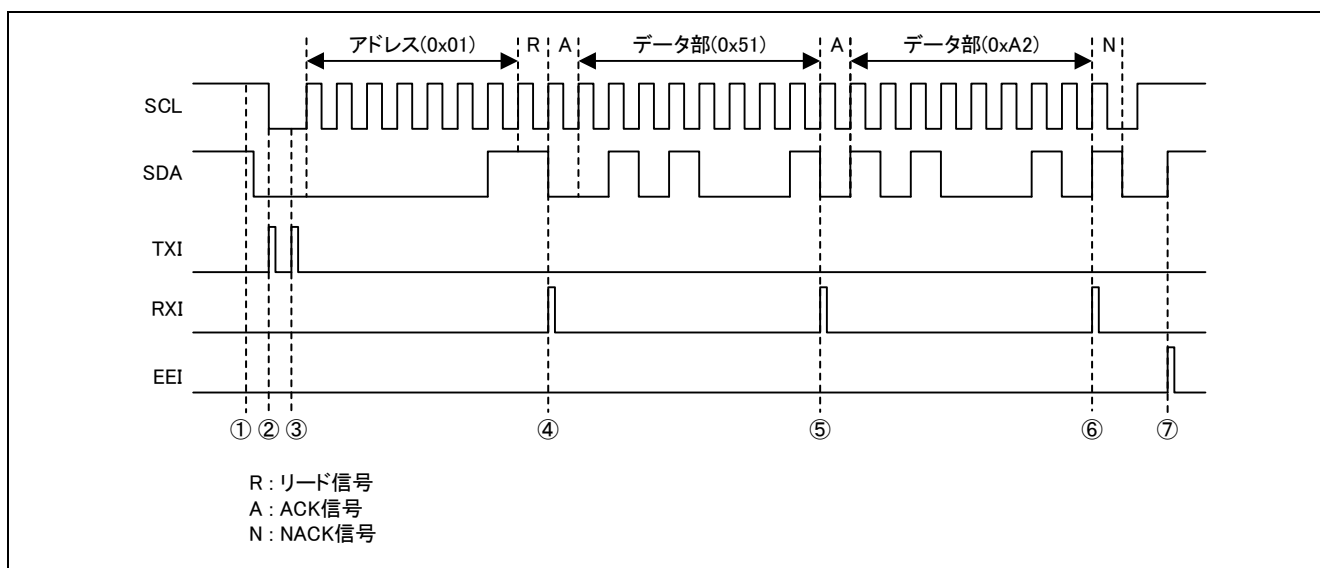 アドレス(0x01) R A データ部(0x51) A データ部(0xA2) N
SCL
SDA
TXI
RXI
EEI
① ② ③ ④ ⑤ ⑥ ⑦
R : リード信号
A : ACK信号
N : NACK信号